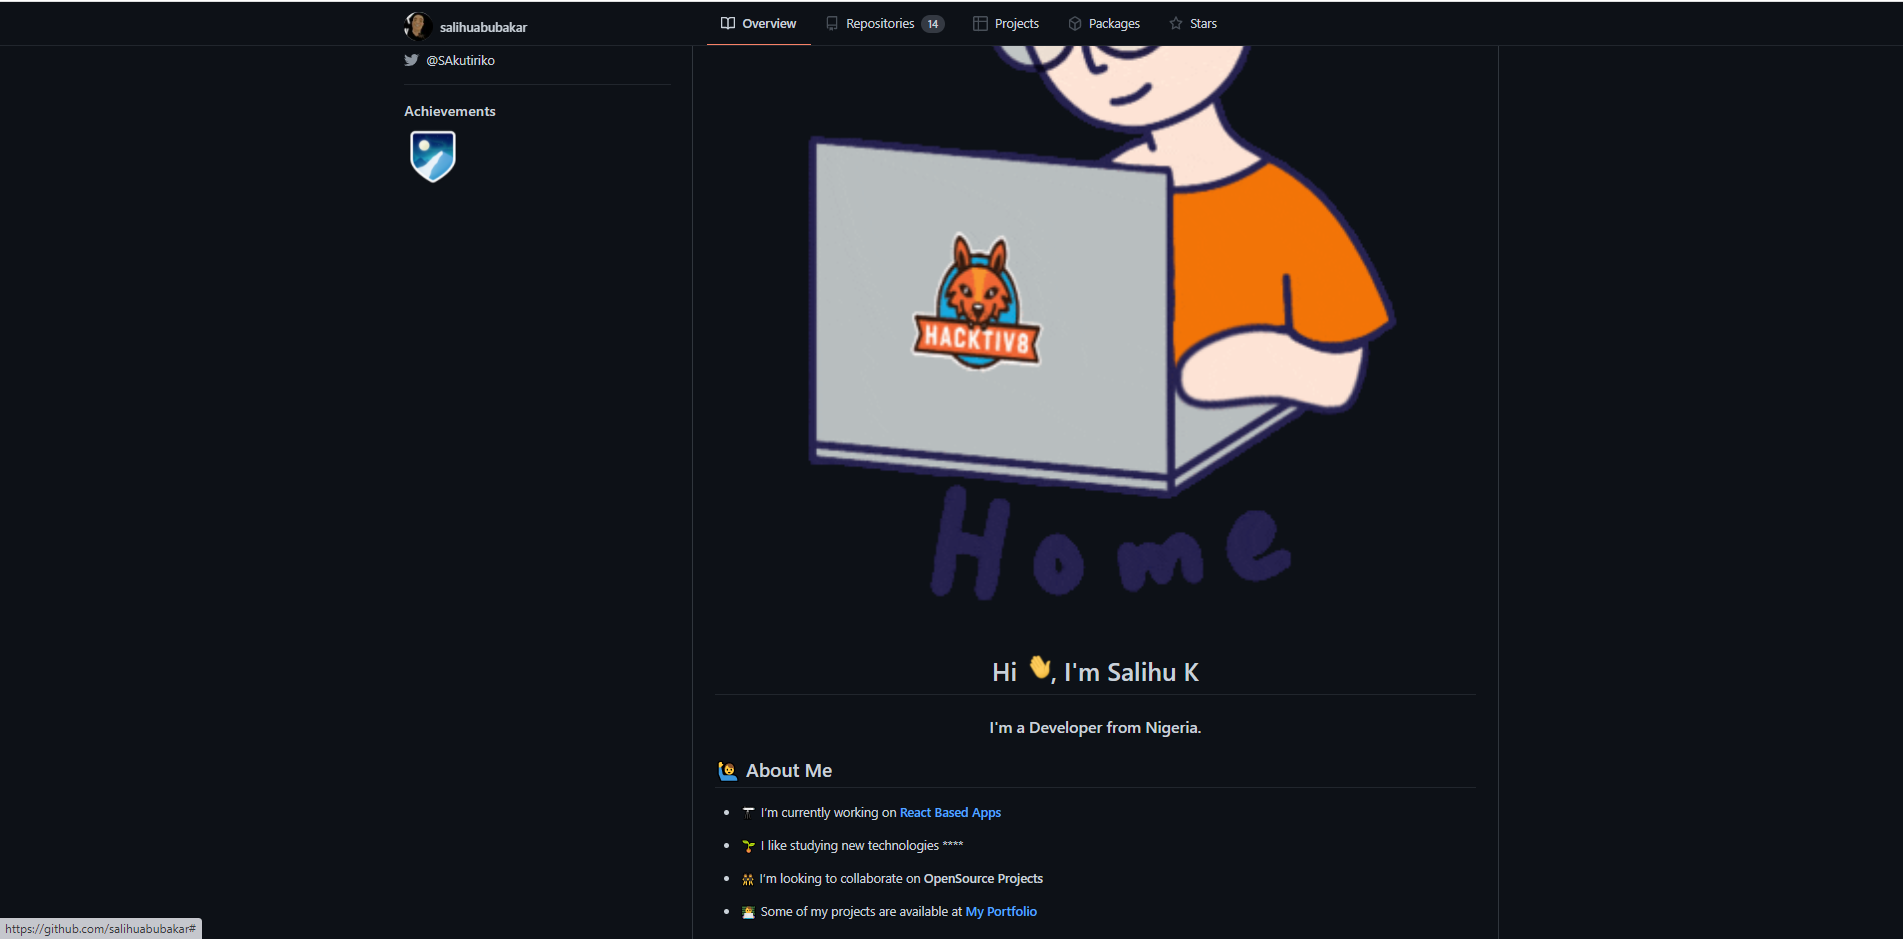 salihuabubakar
Overview
Repositories 14
Projects
Packages
Stars
@SAkutiriko
Achievements
HACKTIV8
Home
Hi 👋, I'm Salihu K
I'm a Developer from Nigeria.
🙋‍♂️ About Me
• 🔭 I’m currently working on React Based Apps
• 🌱 I like studying new technologies ****
• 👯 I’m looking to collaborate on OpenSource Projects
• 👨‍💻 Some of my projects are available at My Portfolio
https://github.com/salihuabubakar#